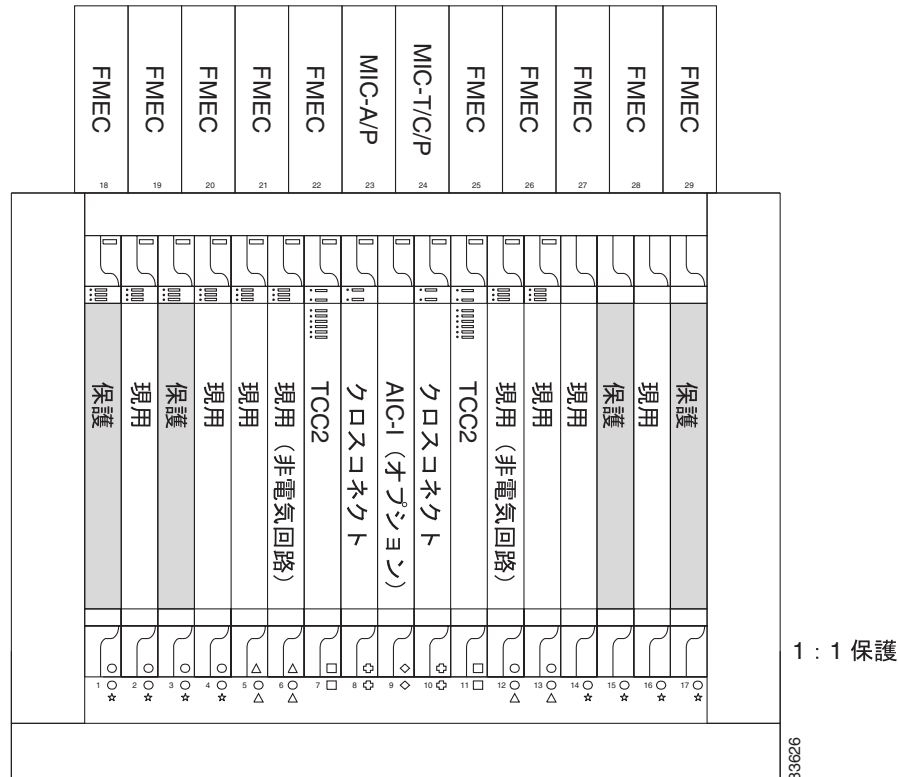 FMEC
FMEC
FMEC
FMEC
FMEC
MIC-A/P
MIC-T/C/P
FMEC
FMEC
FMEC
FMEC
FMEC
18 19 20 21 22 23 24 25 26 27 28 29
保護
現用
保護
現用
現用
現用（非電気回路）
TCC2
クロスコネクト
AIC-I（オプション）
クロスコネクト
TCC2
現用（非電気回路）
現用
現用
保護
現用
保護
1：1 保護
1 2 3 4 5 6 7 8 9 10 11 12 13 14 15 16 17